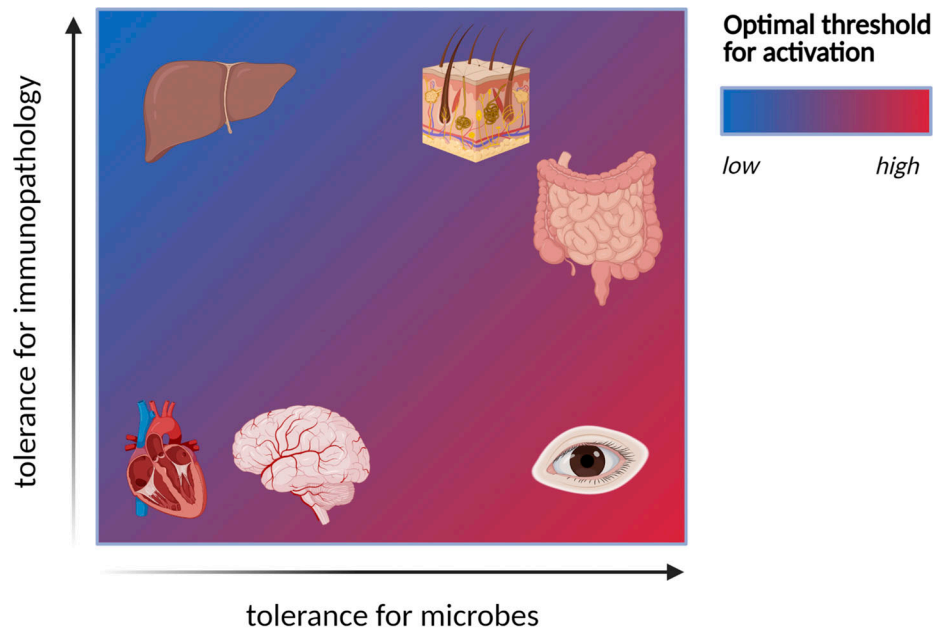 Optimal threshold
for activation
low
high
tolerance for immunopathology
tolerance for microbes